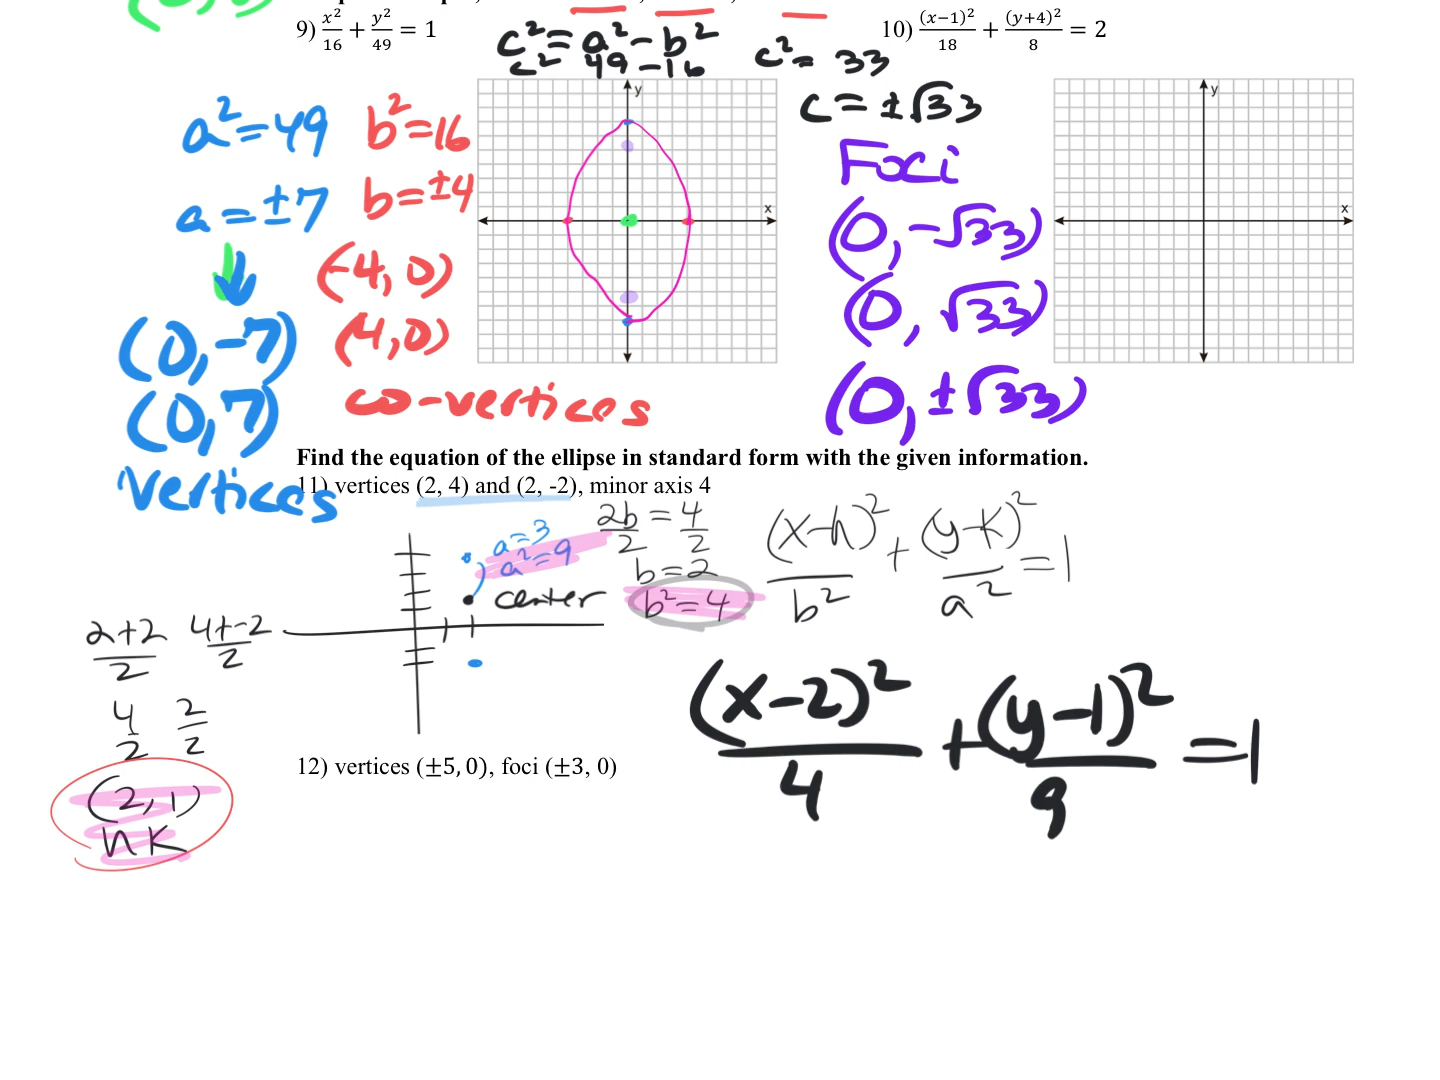 9) x²/16 + y²/49 = 1
10) (x−1)²/18 + (y+4)²/8 = 2
c² = a² − b²
c² 49 − 16
c² = 33
c = ±√33
y
x
y
x
a² = 49
a = ±7
(0, −7)
(0, 7)
Vertices
b² = 16
b = ±4
(−4, 0)
(4, 0)
co-vertices
Foci
(0, −√33)
(0, √33)
(0, ±√33)
Find the equation of the ellipse in standard form with the given information.
11) vertices (2, 4) and (2, -2), minor axis 4
a = 3
a² = 9
center
2b/2 = 4/2
b = 2
b² = 4
(x−h)²/b² + (y−k)²/a² = 1
2+2/2 4+−2/2
4/2 2/2
(2, 1)
h k
(x−2)²/4 + (y−1)²/9 = 1
12) vertices (±5, 0), foci (±3, 0)